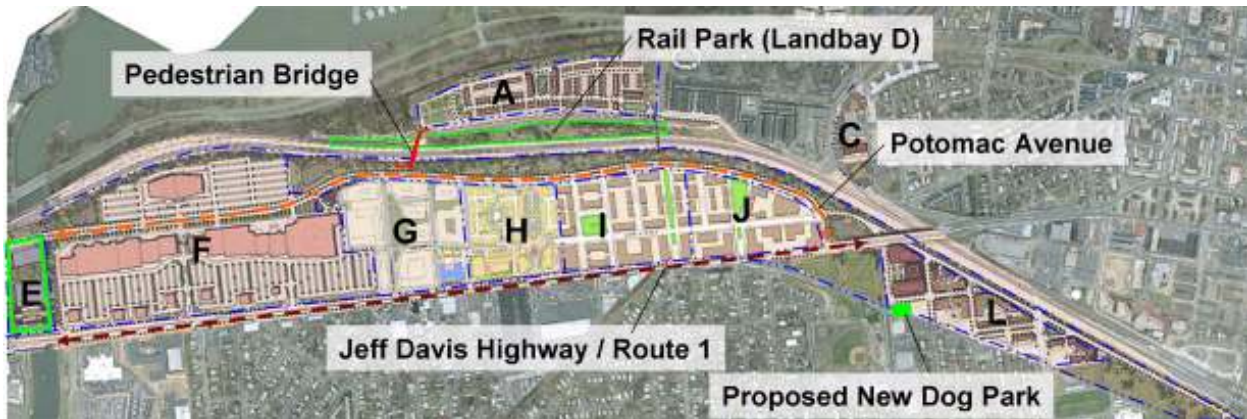 Rail Park (Landbay D)
Pedestrian Bridge
A
C
Potomac Avenue
G
H
I
J
F
E
L
Jeff Davis Highway / Route 1
Proposed New Dog Park